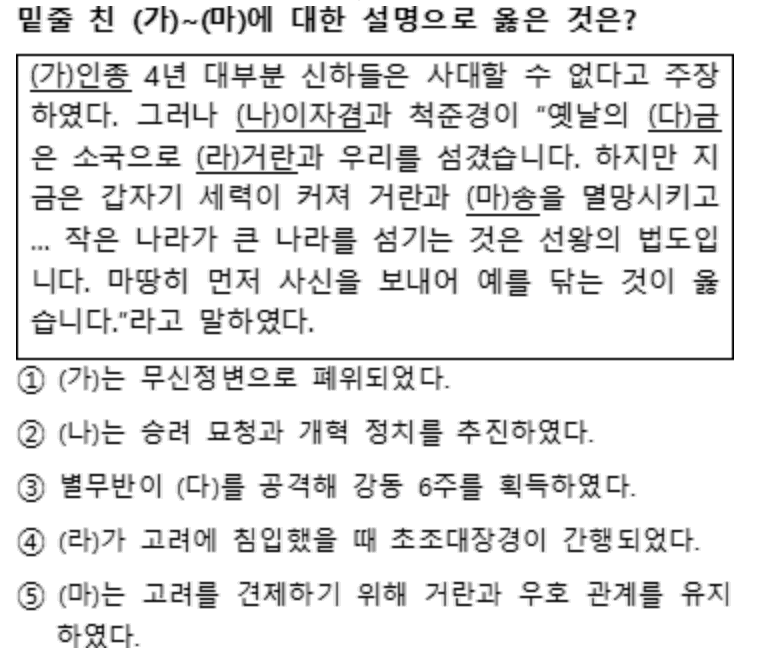 밑줄 친 (가)~(마)에 대한 설명으로 옳은 것은?
(가)인종 4년 대부분 신하들은 사대할 수 없다고 주장
하였다. 그러나 (나)이자겸과 척준경이 “옛날의 (다)금
은 소국으로 (라)거란과 우리를 섬겼습니다. 하지만 지
금은 갑자기 세력이 커져 거란과 (마)송을 멸망시키고
... 작은 나라가 큰 나라를 섬기는 것은 선왕의 법도입
니다. 마땅히 먼저 사신을 보내어 예를 닦는 것이 옳
습니다.”라고 말하였다.
① (가)는 무신정변으로 폐위되었다.
② (나)는 승려 묘청과 개혁 정치를 추진하였다.
③ 별무반이 (다)를 공격해 강동 6주를 획득하였다.
④ (라)가 고려에 침입했을 때 초조대장경이 간행되었다.
⑤ (마)는 고려를 견제하기 위해 거란과 우호 관계를 유지
하였다.